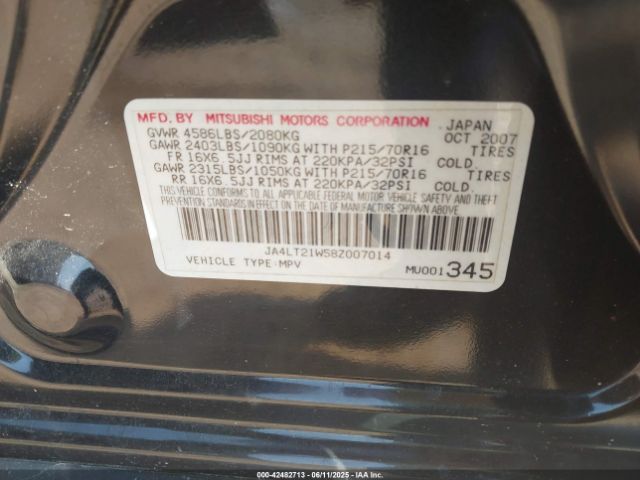 MFD. BY MITSUBISHI MOTORS CORPORATION JAPAN
GVWR 4586LBS/2080KG OCT 2007
GAWR 2403LBS/1090KG WITH P215/70R16 TIRES
FR 16X6.5JJ RIMS AT 220KPA/32PSI COLD.
GAWR 2315LBS/1050KG WITH P215/70R16 TIRES
RR 16X6.5JJ RIMS AT 220KPA/32PSI COLD.
THIS VEHICLE CONFORMS TO ALL APPLICABLE FEDERAL MOTOR VEHICLE SAFETY AND THEFT
PREVENTION STANDARDS IN EFFECT ON THE DATE OF MANUFACTURE SHOWN ABOVE.
JA4LT21W58Z007014
VEHICLE TYPE:MPV MU001345
000-42482713 - 06/11/2025 - IAAI.COM